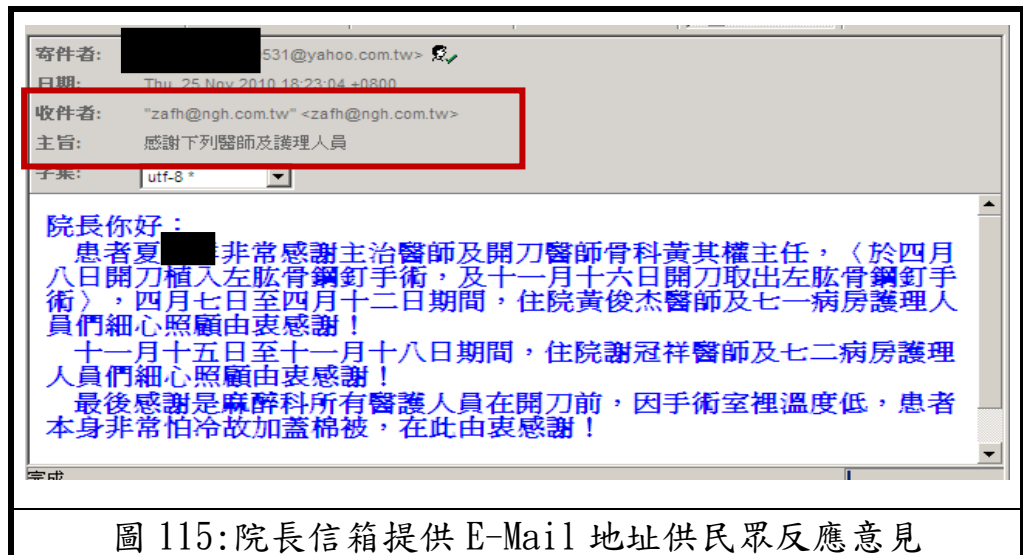 寄件者: 531@yahoo.com.tw>
日期: Thu, 25 Nov 2010 18:23:04 +0800
收件者: "zafh@ngh.com.tw" <zafh@ngh.com.tw>
主旨: 感謝下列醫師及護理人員
字集: utf-8 *
院長你好：
患者夏非常感謝主治醫師及開刀醫師骨科黃其權主任，〈於四月
八日開刀植入左肱骨鋼釘手術，及十一月十六日開刀取出左肱骨鋼釘手
術〉，四月七日至四月十二日期間，住院黃俊杰醫師及七一病房護理人
員們細心照顧由衷感謝！
十一月十五日至十一月十八日期間，住院謝冠祥醫師及七二病房護理
人員們細心照顧由衷感謝！
最後感謝是麻醉科所有醫護人員在開刀前，因手術室裡溫度低，患者
本身非常怕冷故加蓋棉被，在此由衷感謝！
完成
圖 115:院長信箱提供 E-Mail 地址供民眾反應意見